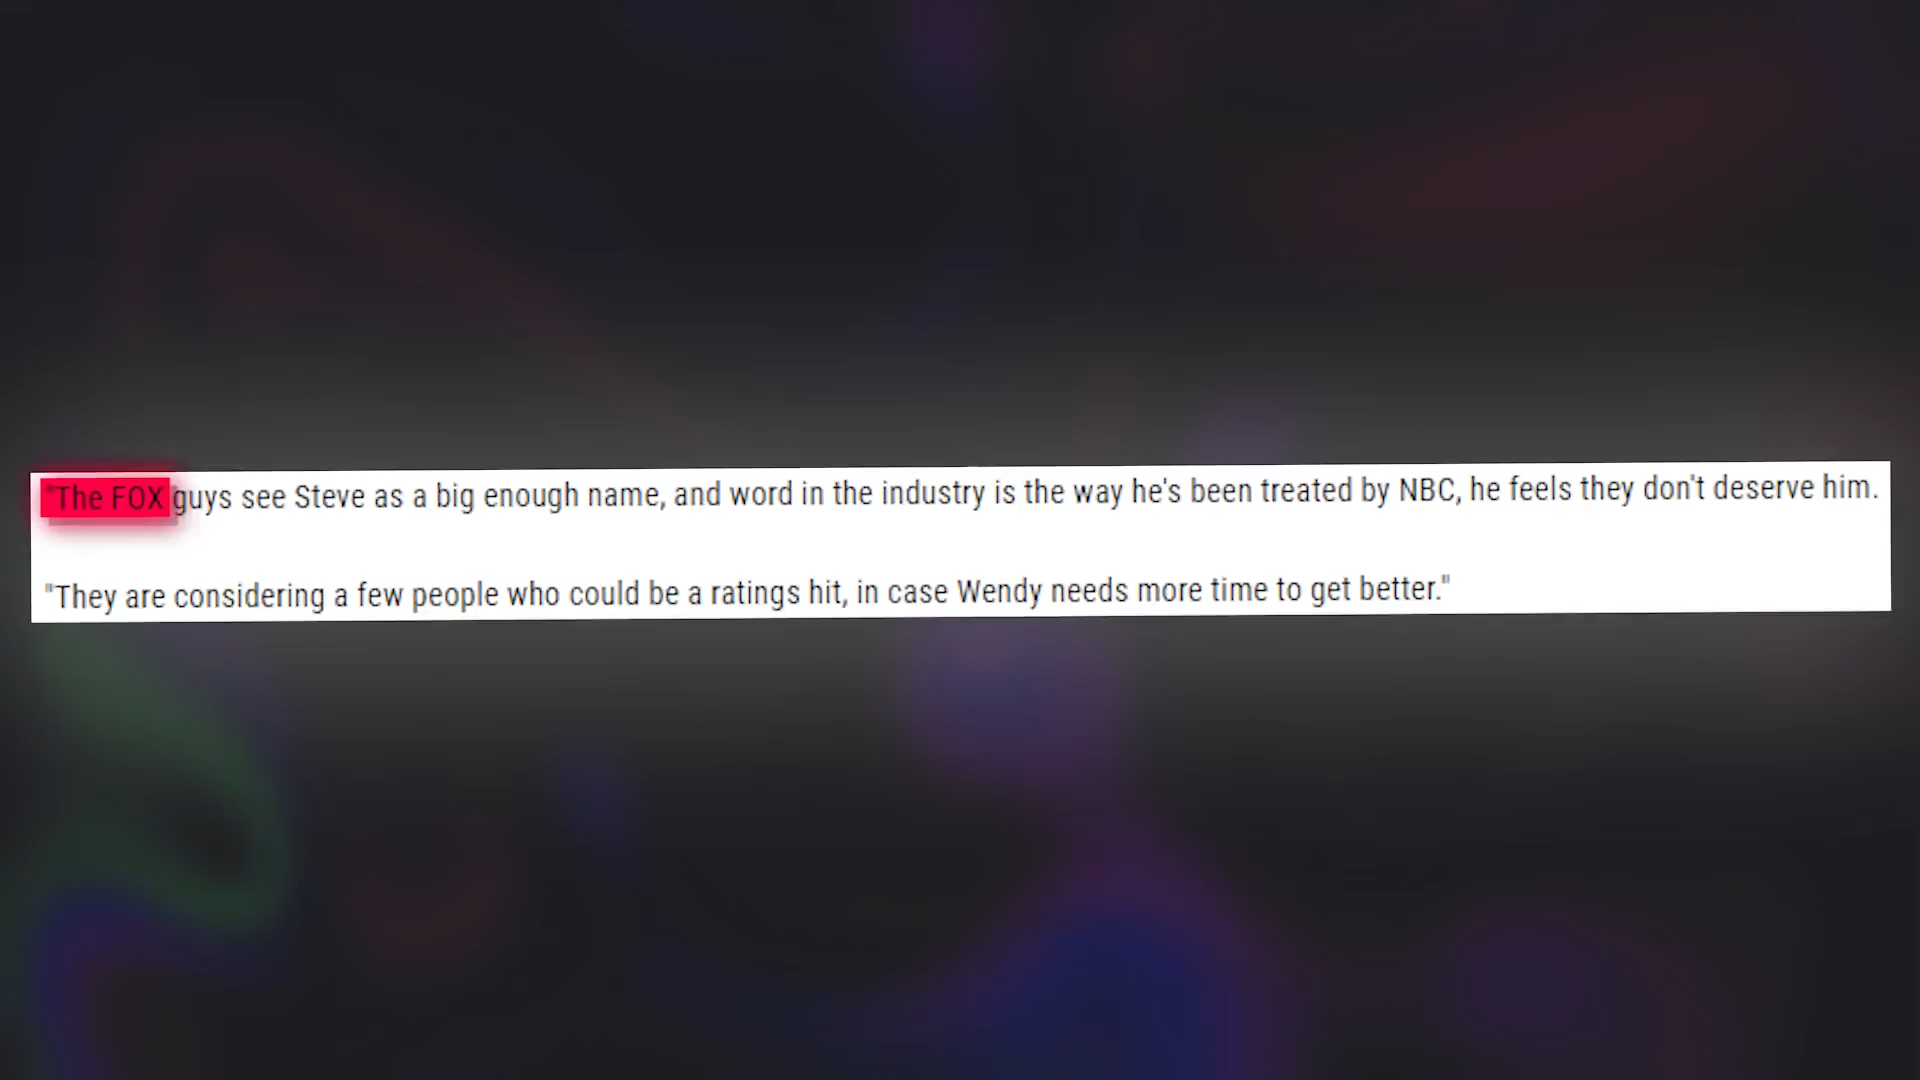 "The FOX guys see Steve as a big enough name, and word in the industry is the way he's been treated by NBC, he feels they don't deserve him.
"They are considering a few people who could be a ratings hit, in case Wendy needs more time to get better."